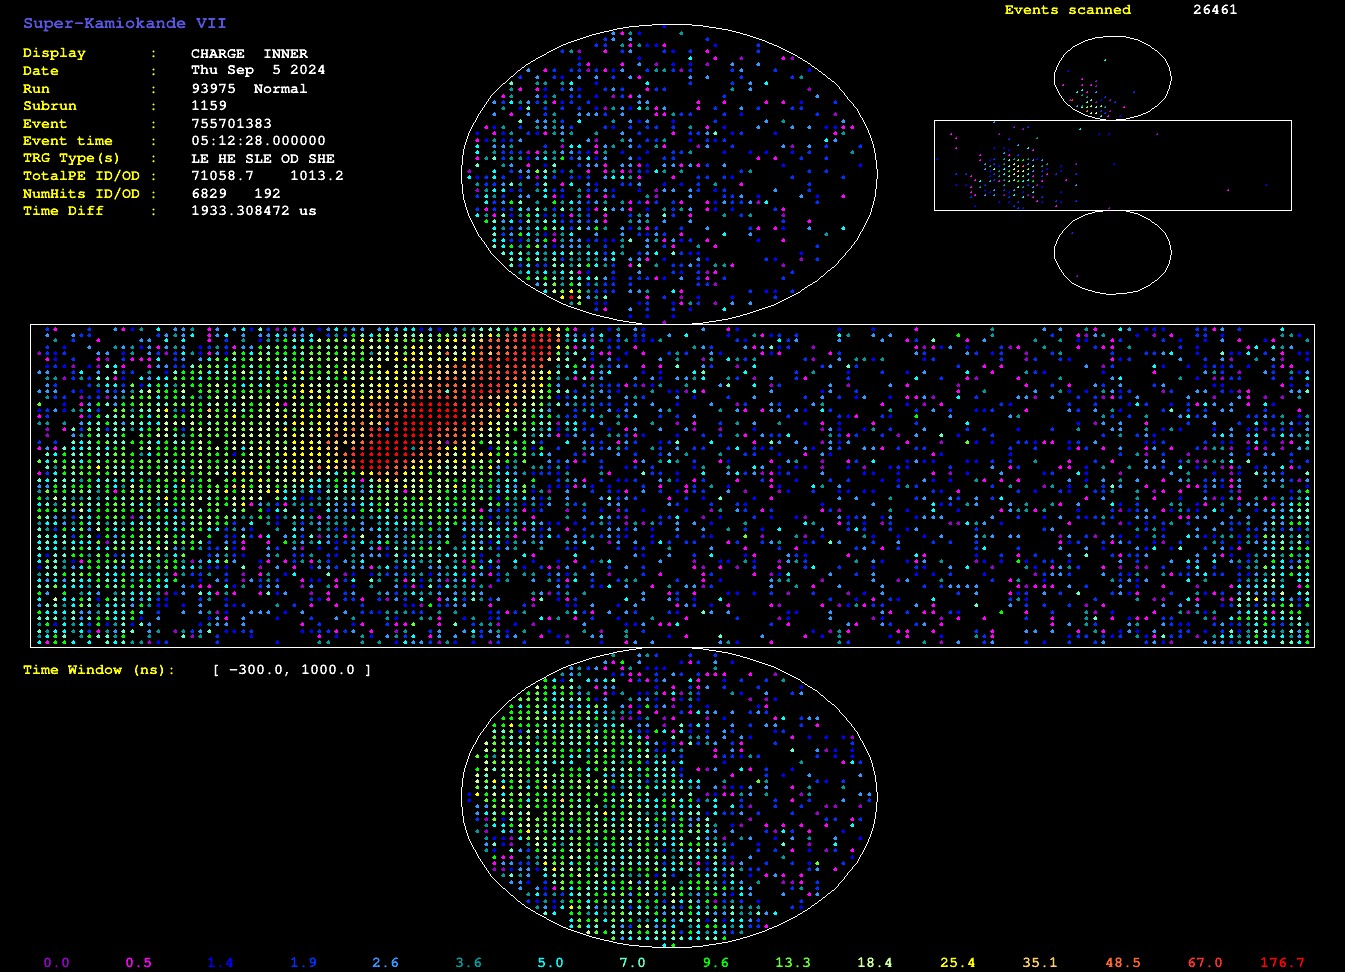 Super-Kamiokande VII
Events scanned 26461
Display : CHARGE INNER
Date : Thu Sep 5 2024
Run : 93975 Normal
Subrun : 1159
Event : 755701383
Event time : 05:12:28.000000
TRG Type(s) : LE HE SLE OD SHE
TotalPE ID/OD : 71058.7 1013.2
NumHits ID/OD : 6829 192
Time Diff : 1933.308472 us
Time Window (ns): [ -300.0, 1000.0 ]
0.0 0.5 1.4 1.9 2.6 3.6 5.0 7.0 9.6 13.3 18.4 25.4 35.1 48.5 67.0 176.7